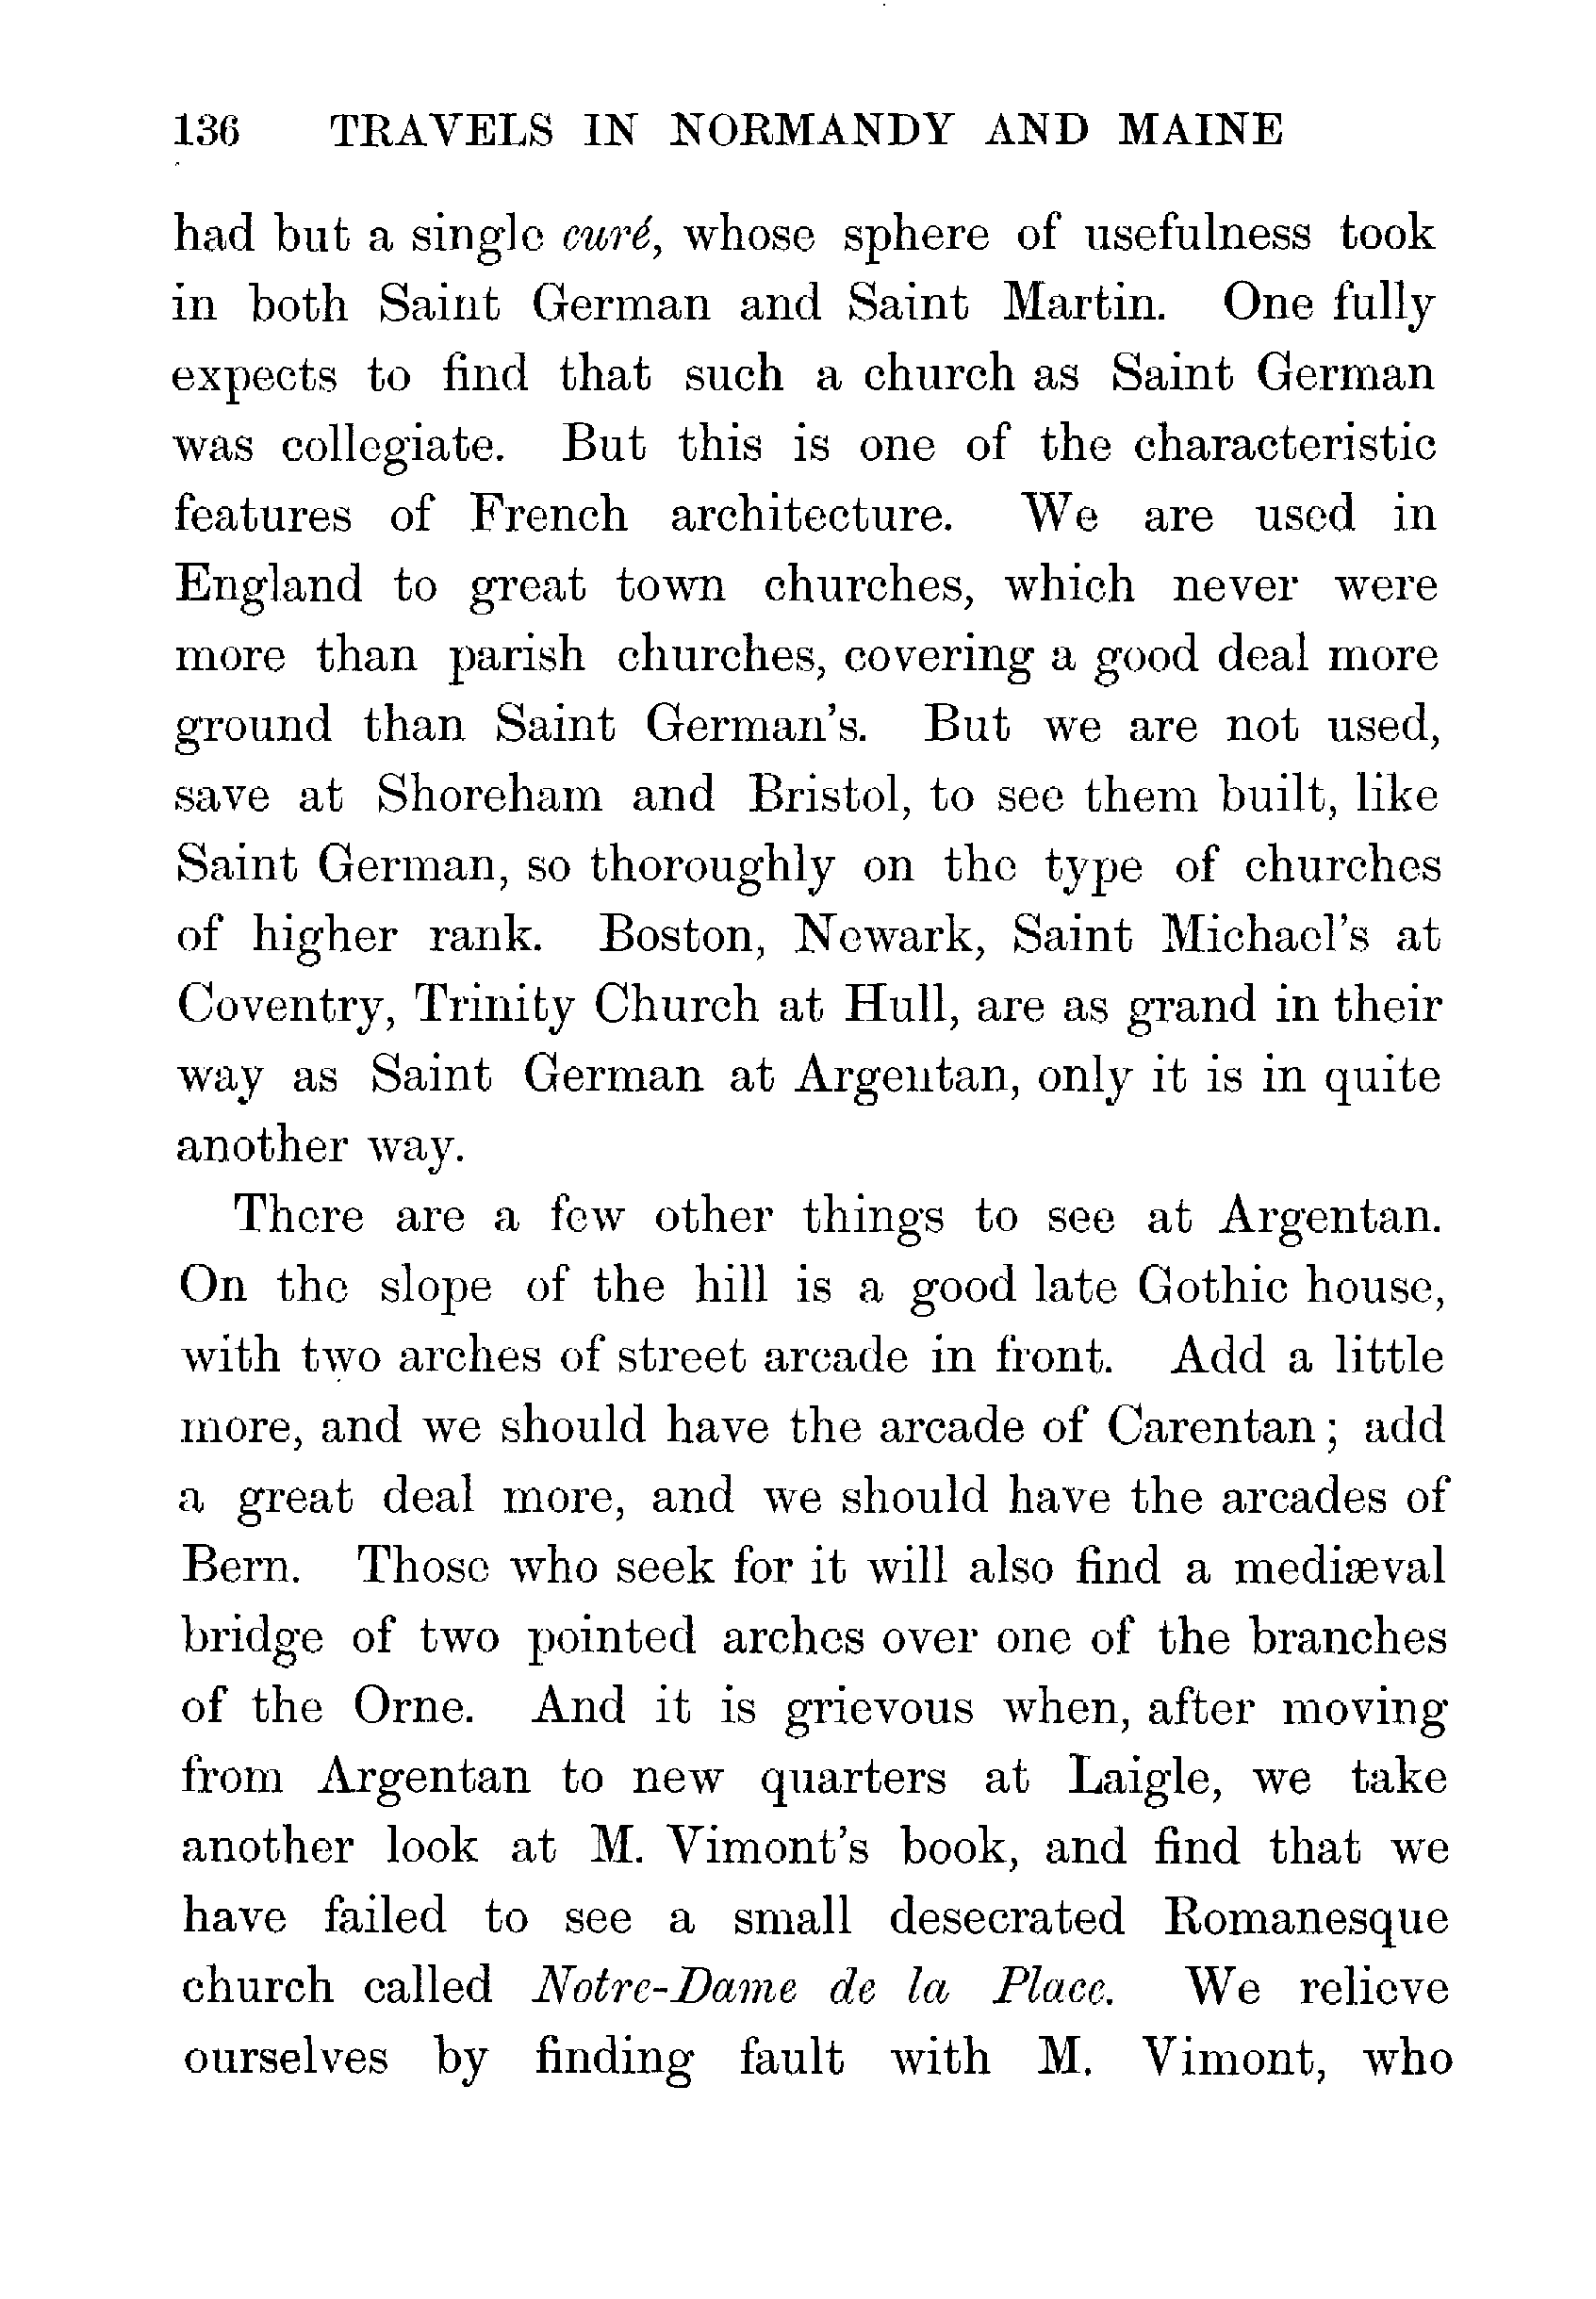 136 TRAVELS IN NORMANDY AND MAINE
had but a single curé, whose sphere of usefulness took
in both Saint German and Saint Martin. One fully
expects to find that such a church as Saint German
was collegiate. But this is one of the characteristic
features of French architecture. We are used in
England to great town churches, which never were
more than parish churches, covering a good deal more
ground than Saint German's. But we are not used,
save at Shoreham and Bristol, to see them built, like
Saint German, so thoroughly on the type of churches
of higher rank. Boston, Newark, Saint Michael's at
Coventry, Trinity Church at Hull, are as grand in their
way as Saint German at Argentan, only it is in quite
another way.
There are a few other things to see at Argentan.
On the slope of the hill is a good late Gothic house,
with two arches of street arcade in front. Add a little
more, and we should have the arcade of Carentan; add
a great deal more, and we should have the arcades of
Bern. Those who seek for it will also find a mediæval
bridge of two pointed arches over one of the branches
of the Orne. And it is grievous when, after moving
from Argentan to new quarters at Laigle, we take
another look at M. Vimont's book, and find that we
have failed to see a small desecrated Romanesque
church called Notre-Dame de la Place. We relieve
ourselves by finding fault with M. Vimont, who